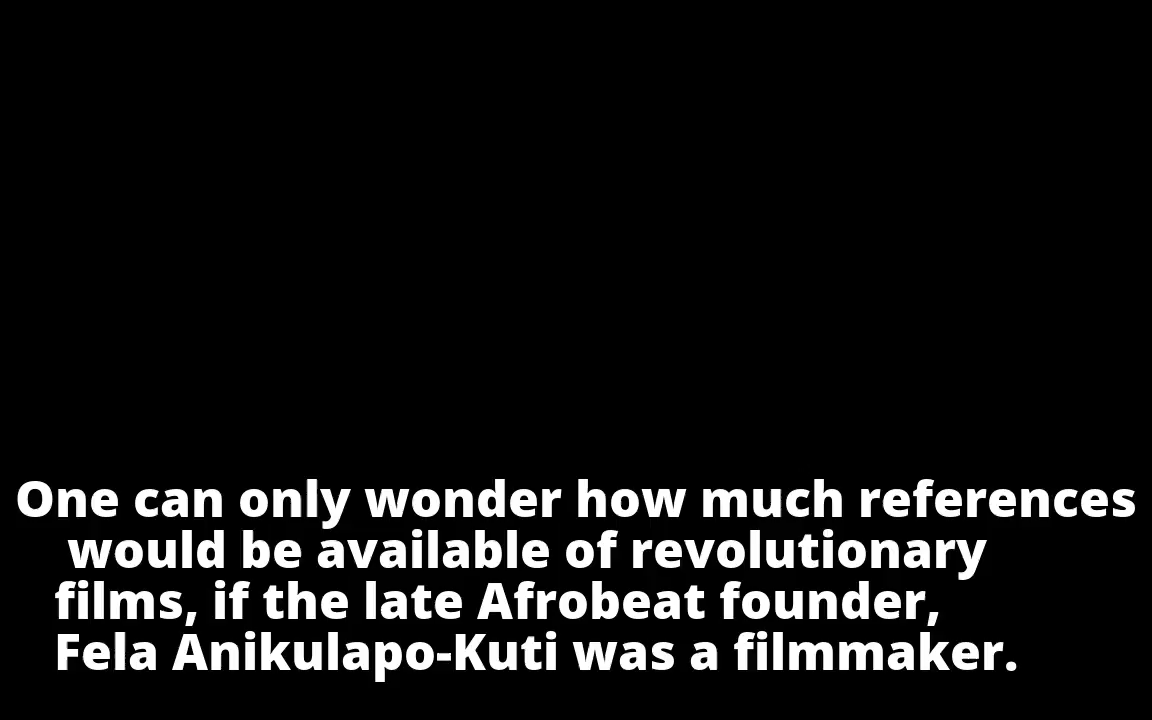 One can only wonder how much references
would be available of revolutionary
films, if the late Afrobeat founder,
Fela Anikulapo-Kuti was a filmmaker.